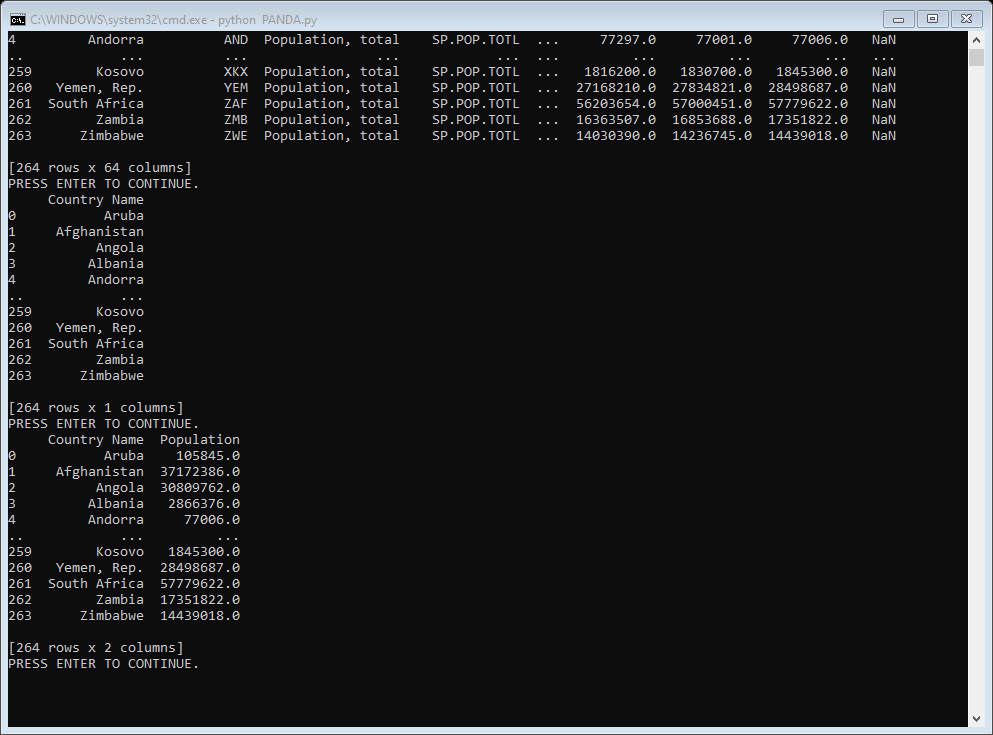 C:\WINDOWS\system32\cmd.exe - python  PANDA.py
4         Andorra          AND  Population, total    SP.POP.TOTL  ...     77297.0     77001.0     77006.0   NaN
..            ...          ...                ...            ...  ...         ...         ...         ...   ...
259        Kosovo          XKX  Population, total    SP.POP.TOTL  ...   1816200.0   1830700.0   1845300.0   NaN
260   Yemen, Rep.          YEM  Population, total    SP.POP.TOTL  ...  27168210.0  27834821.0  28498687.0   NaN
261  South Africa          ZAF  Population, total    SP.POP.TOTL  ...  56203654.0  57000451.0  57779622.0   NaN
262        Zambia          ZMB  Population, total    SP.POP.TOTL  ...  16363507.0  16853688.0  17351822.0   NaN
263      Zimbabwe          ZWE  Population, total    SP.POP.TOTL  ...  14030390.0  14236745.0  14439018.0   NaN
[264 rows x 64 columns]
PRESS ENTER TO CONTINUE.
     Country Name
0           Aruba
1     Afghanistan
2          Angola
3         Albania
4         Andorra
..            ...
259        Kosovo
260   Yemen, Rep.
261  South Africa
262        Zambia
263      Zimbabwe
[264 rows x 1 columns]
PRESS ENTER TO CONTINUE.
     Country Name  Population
0           Aruba    105845.0
1     Afghanistan  37172386.0
2          Angola  30809762.0
3         Albania   2866376.0
4         Andorra     77006.0
..            ...         ...
259        Kosovo   1845300.0
260   Yemen, Rep.  28498687.0
261  South Africa  57779622.0
262        Zambia  17351822.0
263      Zimbabwe  14439018.0
[264 rows x 2 columns]
PRESS ENTER TO CONTINUE.